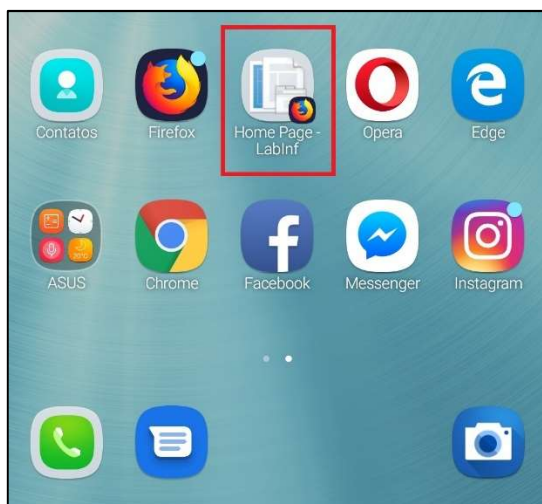 Contatos
Firefox
Home Page -
LabInf
Opera
Edge
ASUS
Chrome
Facebook
Messenger
Instagram